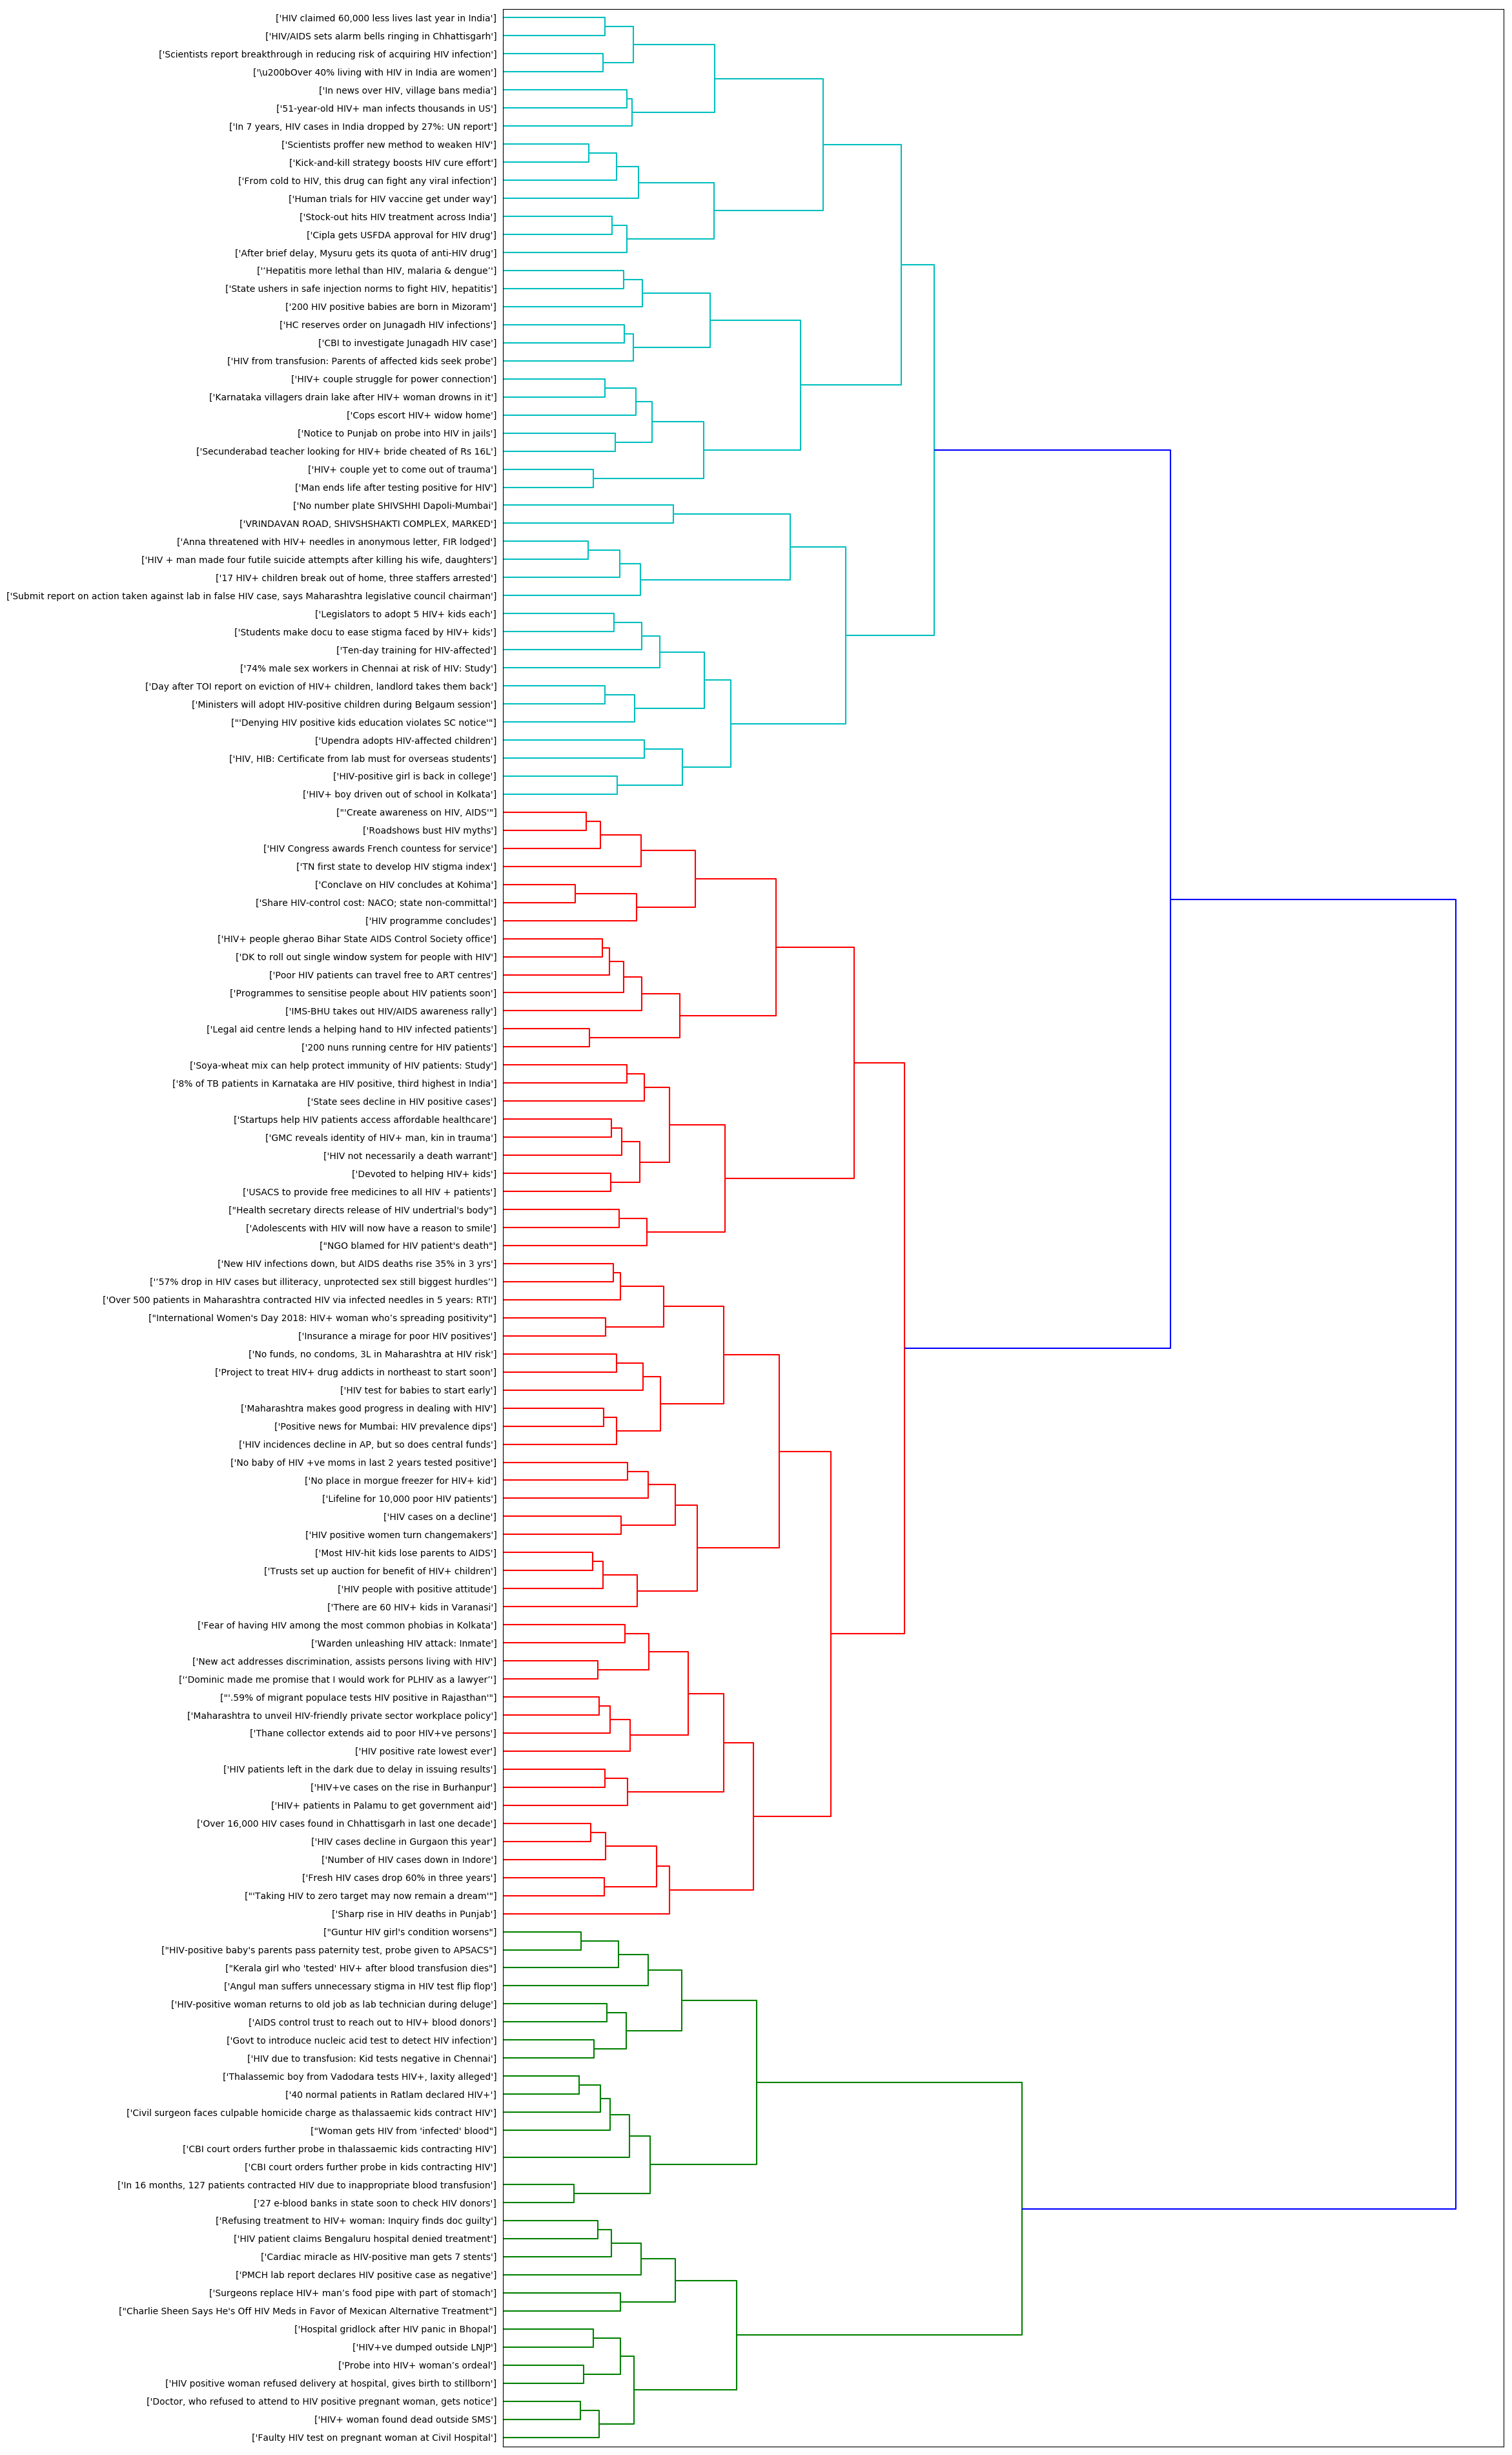 ['HIV claimed 60,000 less lives last year in India']
['HIV/AIDS sets alarm bells ringing in Chhattisgarh']
['Scientists report breakthrough in reducing risk of acquiring HIV infection']
['\u200bOver 40% living with HIV in India are women']
['In news over HIV, village bans media']
['51-year-old HIV+ man infects thousands in US']
['In 7 years, HIV cases in India dropped by 27%: UN report']
['Scientists proffer new method to weaken HIV']
['Kick-and-kill strategy boosts HIV cure effort']
['From cold to HIV, this drug can fight any viral infection']
['Human trials for HIV vaccine get under way']
['Stock-out hits HIV treatment across India']
['Cipla gets USFDA approval for HIV drug']
['After brief delay, Mysuru gets its quota of anti-HIV drug']
['‘Hepatitis more lethal than HIV, malaria & dengue’']
['State ushers in safe injection norms to fight HIV, hepatitis']
['200 HIV positive babies are born in Mizoram']
['HC reserves order on Junagadh HIV infections']
['CBI to investigate Junagadh HIV case']
['HIV from transfusion: Parents of affected kids seek probe']
['HIV+ couple struggle for power connection']
['Karnataka villagers drain lake after HIV+ woman drowns in it']
['Cops escort HIV+ widow home']
['Notice to Punjab on probe into HIV in jails']
['Secunderabad teacher looking for HIV+ bride cheated of Rs 16L']
['HIV+ couple yet to come out of trauma']
['Man ends life after testing positive for HIV']
['No number plate SHIVSHHI Dapoli-Mumbai']
['VRINDAVAN ROAD, SHIVSHSHAKTI COMPLEX, MARKED']
['Anna threatened with HIV+ needles in anonymous letter, FIR lodged']
['HIV + man made four futile suicide attempts after killing his wife, daughters']
['17 HIV+ children break out of home, three staffers arrested']
['Submit report on action taken against lab in false HIV case, says Maharashtra legislative council chairman']
['Legislators to adopt 5 HIV+ kids each']
['Students make docu to ease stigma faced by HIV+ kids']
['Ten-day training for HIV-affected']
['74% male sex workers in Chennai at risk of HIV: Study']
['Day after TOI report on eviction of HIV+ children, landlord takes them back']
['Ministers will adopt HIV-positive children during Belgaum session']
["'Denying HIV positive kids education violates SC notice'"]
['Upendra adopts HIV-affected children']
['HIV, HIB: Certificate from lab must for overseas students']
['HIV-positive girl is back in college']
['HIV+ boy driven out of school in Kolkata']
["'Create awareness on HIV, AIDS'"]
['Roadshows bust HIV myths']
['HIV Congress awards French countess for service']
['TN first state to develop HIV stigma index']
['Conclave on HIV concludes at Kohima']
['Share HIV-control cost: NACO; state non-committal']
['HIV programme concludes']
['HIV+ people gherao Bihar State AIDS Control Society office']
['DK to roll out single window system for people with HIV']
['Poor HIV patients can travel free to ART centres']
['Programmes to sensitise people about HIV patients soon']
['IMS-BHU takes out HIV/AIDS awareness rally']
['Legal aid centre lends a helping hand to HIV infected patients']
['200 nuns running centre for HIV patients']
['Soya-wheat mix can help protect immunity of HIV patients: Study']
['8% of TB patients in Karnataka are HIV positive, third highest in India']
['State sees decline in HIV positive cases']
['Startups help HIV patients access affordable healthcare']
['GMC reveals identity of HIV+ man, kin in trauma']
['HIV not necessarily a death warrant']
['Devoted to helping HIV+ kids']
['USACS to provide free medicines to all HIV + patients']
["Health secretary directs release of HIV undertrial's body"]
['Adolescents with HIV will now have a reason to smile']
["NGO blamed for HIV patient's death"]
['New HIV infections down, but AIDS deaths rise 35% in 3 yrs']
['‘57% drop in HIV cases but illiteracy, unprotected sex still biggest hurdles’']
['Over 500 patients in Maharashtra contracted HIV via infected needles in 5 years: RTI']
["International Women's Day 2018: HIV+ woman who’s spreading positivity"]
['Insurance a mirage for poor HIV positives']
['No funds, no condoms, 3L in Maharashtra at HIV risk']
['Project to treat HIV+ drug addicts in northeast to start soon']
['HIV test for babies to start early']
['Maharashtra makes good progress in dealing with HIV']
['Positive news for Mumbai: HIV prevalence dips']
['HIV incidences decline in AP, but so does central funds']
['No baby of HIV +ve moms in last 2 years tested positive']
['No place in morgue freezer for HIV+ kid']
['Lifeline for 10,000 poor HIV patients']
['HIV cases on a decline']
['HIV positive women turn changemakers']
['Most HIV-hit kids lose parents to AIDS']
['Trusts set up auction for benefit of HIV+ children']
['HIV people with positive attitude']
['There are 60 HIV+ kids in Varanasi']
['Fear of having HIV among the most common phobias in Kolkata']
['Warden unleashing HIV attack: Inmate']
['New act addresses discrimination, assists persons living with HIV']
['‘Dominic made me promise that I would work for PLHIV as a lawyer’']
["'.59% of migrant populace tests HIV positive in Rajasthan'"]
['Maharashtra to unveil HIV-friendly private sector workplace policy']
['Thane collector extends aid to poor HIV+ve persons']
['HIV positive rate lowest ever']
['HIV patients left in the dark due to delay in issuing results']
['HIV+ve cases on the rise in Burhanpur']
['HIV+ patients in Palamu to get government aid']
['Over 16,000 HIV cases found in Chhattisgarh in last one decade']
['HIV cases decline in Gurgaon this year']
['Number of HIV cases down in Indore']
['Fresh HIV cases drop 60% in three years']
["'Taking HIV to zero target may now remain a dream'"]
['Sharp rise in HIV deaths in Punjab']
["Guntur HIV girl's condition worsens"]
["HIV-positive baby's parents pass paternity test, probe given to APSACS"]
["Kerala girl who 'tested' HIV+ after blood transfusion dies"]
['Angul man suffers unnecessary stigma in HIV test flip flop']
['HIV-positive woman returns to old job as lab technician during deluge']
['AIDS control trust to reach out to HIV+ blood donors']
['Govt to introduce nucleic acid test to detect HIV infection']
['HIV due to transfusion: Kid tests negative in Chennai']
['Thalassemic boy from Vadodara tests HIV+, laxity alleged']
['40 normal patients in Ratlam declared HIV+']
['Civil surgeon faces culpable homicide charge as thalassaemic kids contract HIV']
["Woman gets HIV from 'infected' blood"]
['CBI court orders further probe in thalassaemic kids contracting HIV']
['CBI court orders further probe in kids contracting HIV']
['In 16 months, 127 patients contracted HIV due to inappropriate blood transfusion']
['27 e-blood banks in state soon to check HIV donors']
['Refusing treatment to HIV+ woman: Inquiry finds doc guilty']
['HIV patient claims Bengaluru hospital denied treatment']
['Cardiac miracle as HIV-positive man gets 7 stents']
['PMCH lab report declares HIV positive case as negative']
['Surgeons replace HIV+ man’s food pipe with part of stomach']
["Charlie Sheen Says He's Off HIV Meds in Favor of Mexican Alternative Treatment"]
['Hospital gridlock after HIV panic in Bhopal']
['HIV+ve dumped outside LNJP']
['Probe into HIV+ woman’s ordeal']
['HIV positive woman refused delivery at hospital, gives birth to stillborn']
['Doctor, who refused to attend to HIV positive pregnant woman, gets notice']
['HIV+ woman found dead outside SMS']
['Faulty HIV test on pregnant woman at Civil Hospital']